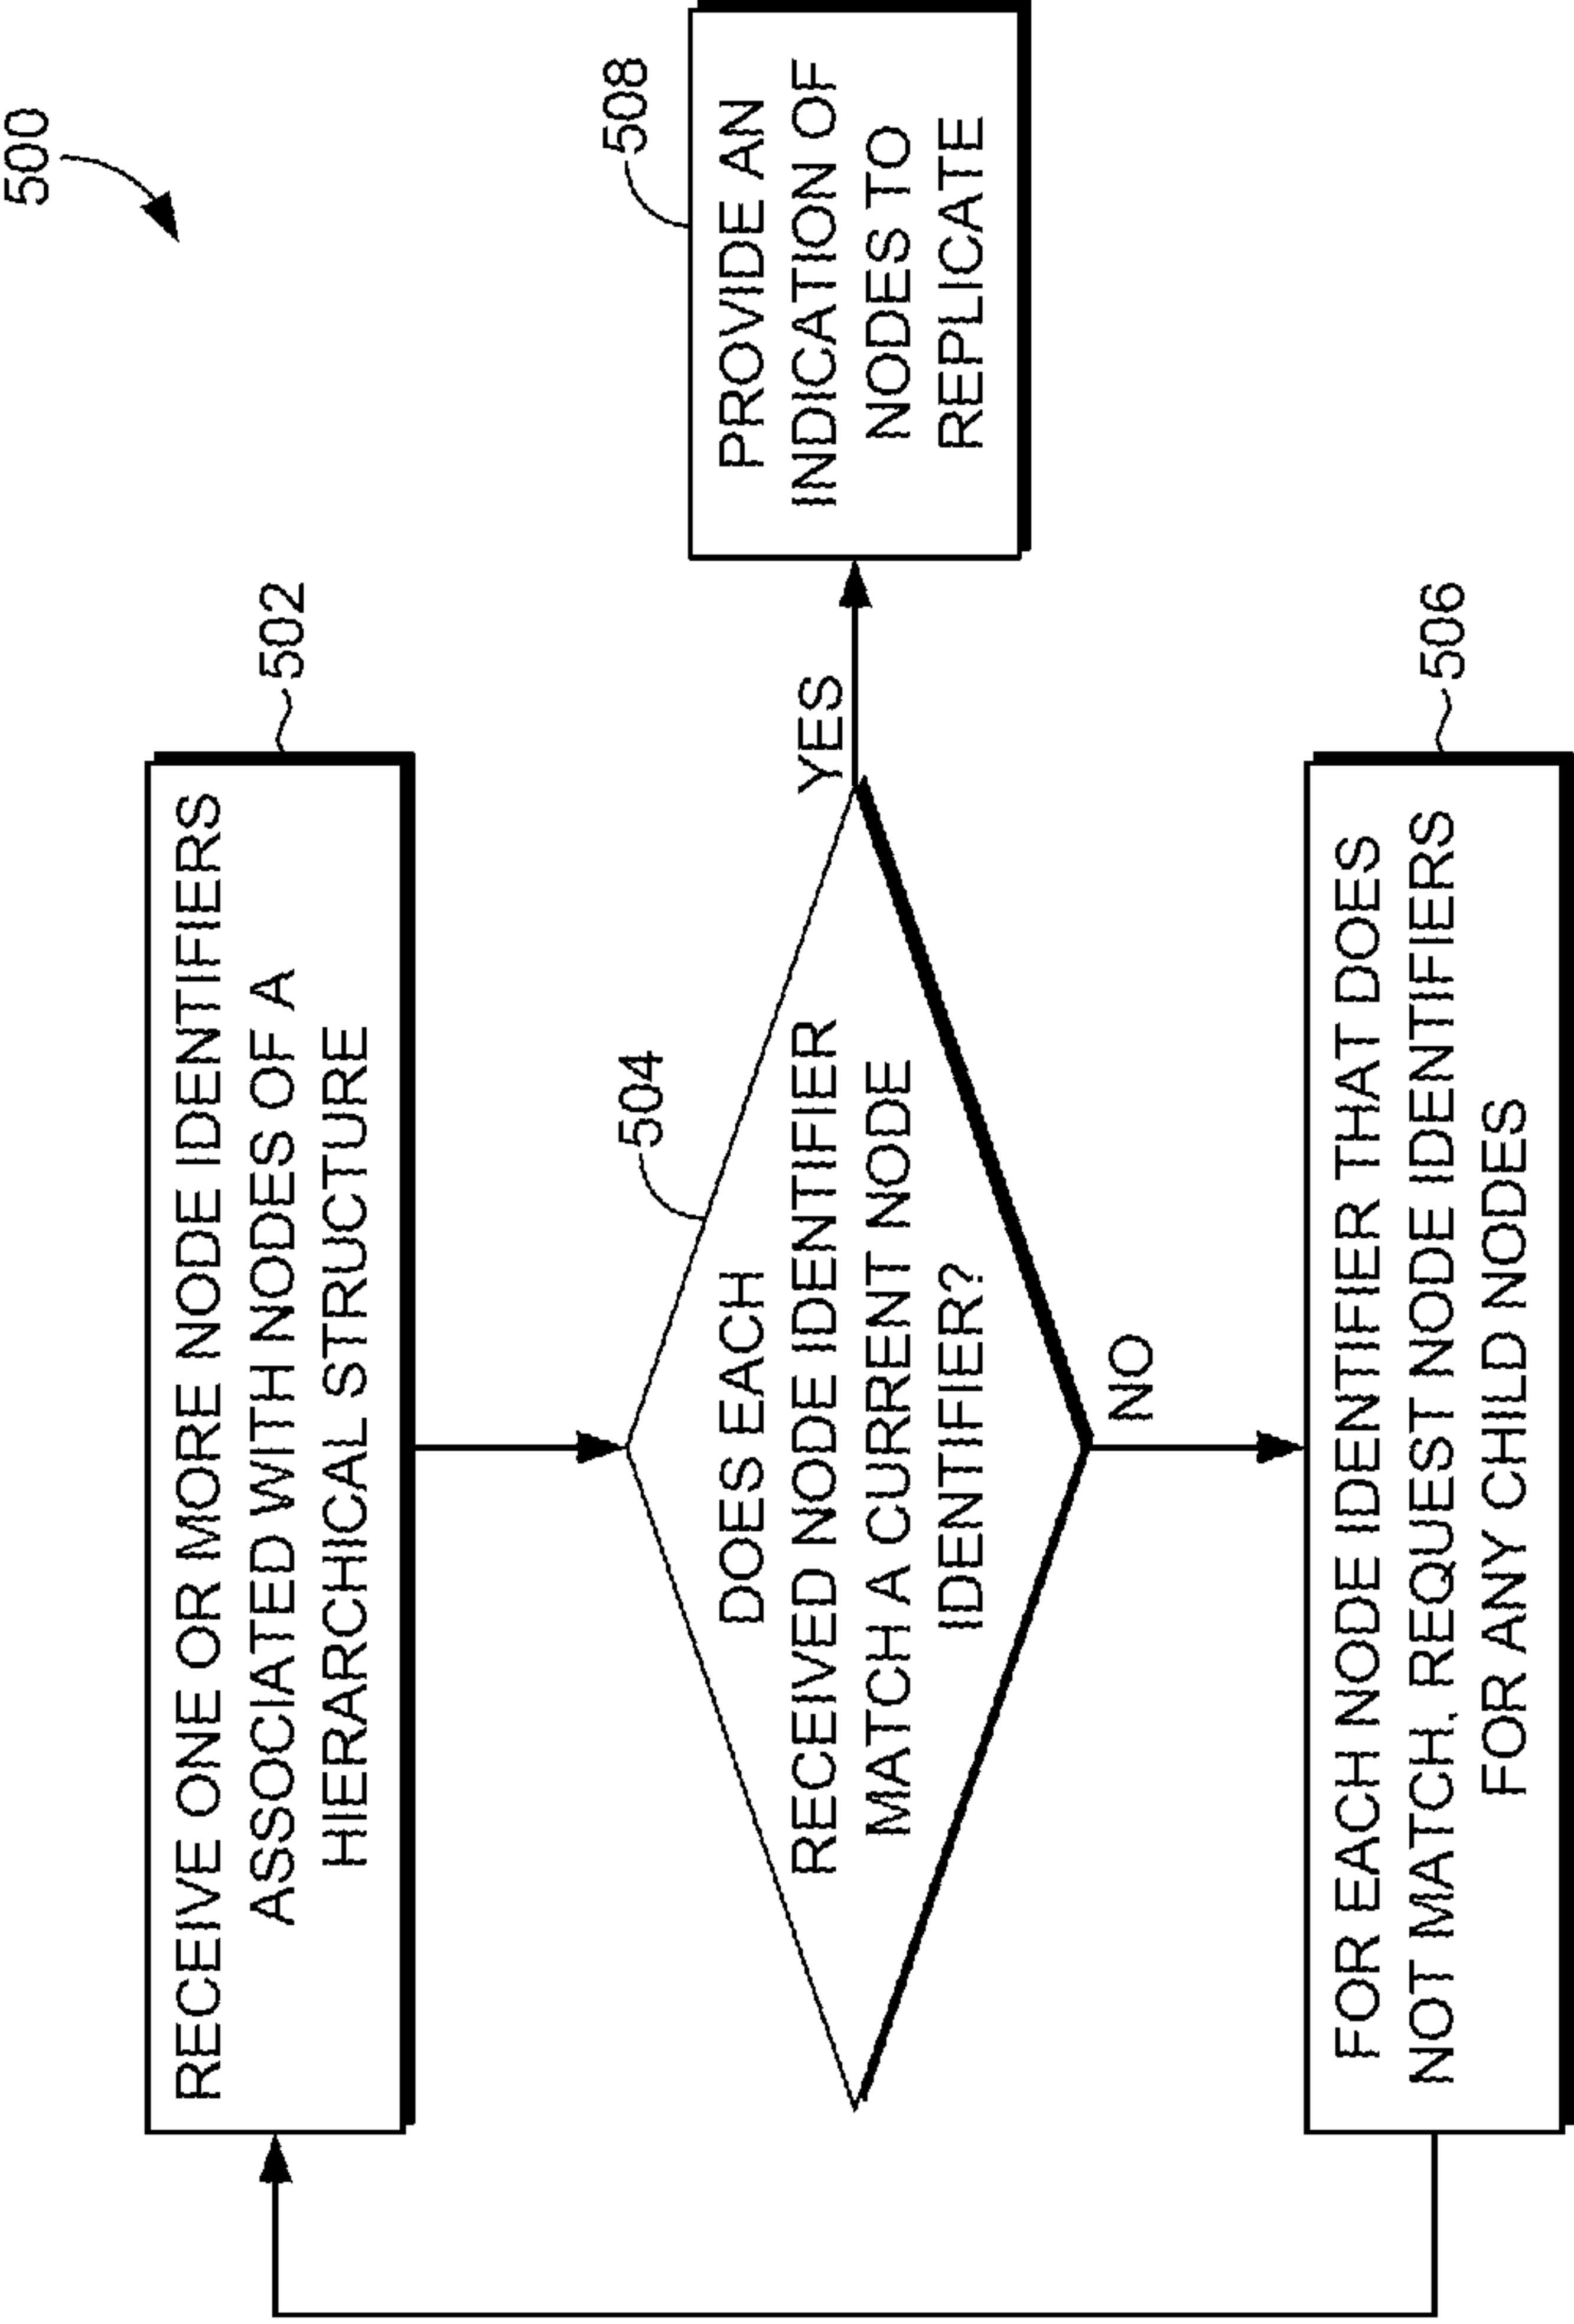 500
RECEIVE ONE OR MORE NODE IDENTIFIERS
ASSOCIATED WITH NODES OF A
HIERARCHICAL STRUCTURE
502
504
DOES EACH
RECEIVED NODE IDENTIFIER
MATCH A CURRENT NODE
IDENTIFIER?
YES
508
PROVIDE AN
INDICATION OF
NODES TO
REPLICATE
NO
FOR EACH NODE IDENTIFIER THAT DOES
NOT MATCH, REQUEST NODE IDENTIFIERS
FOR ANY CHILD NODES
506